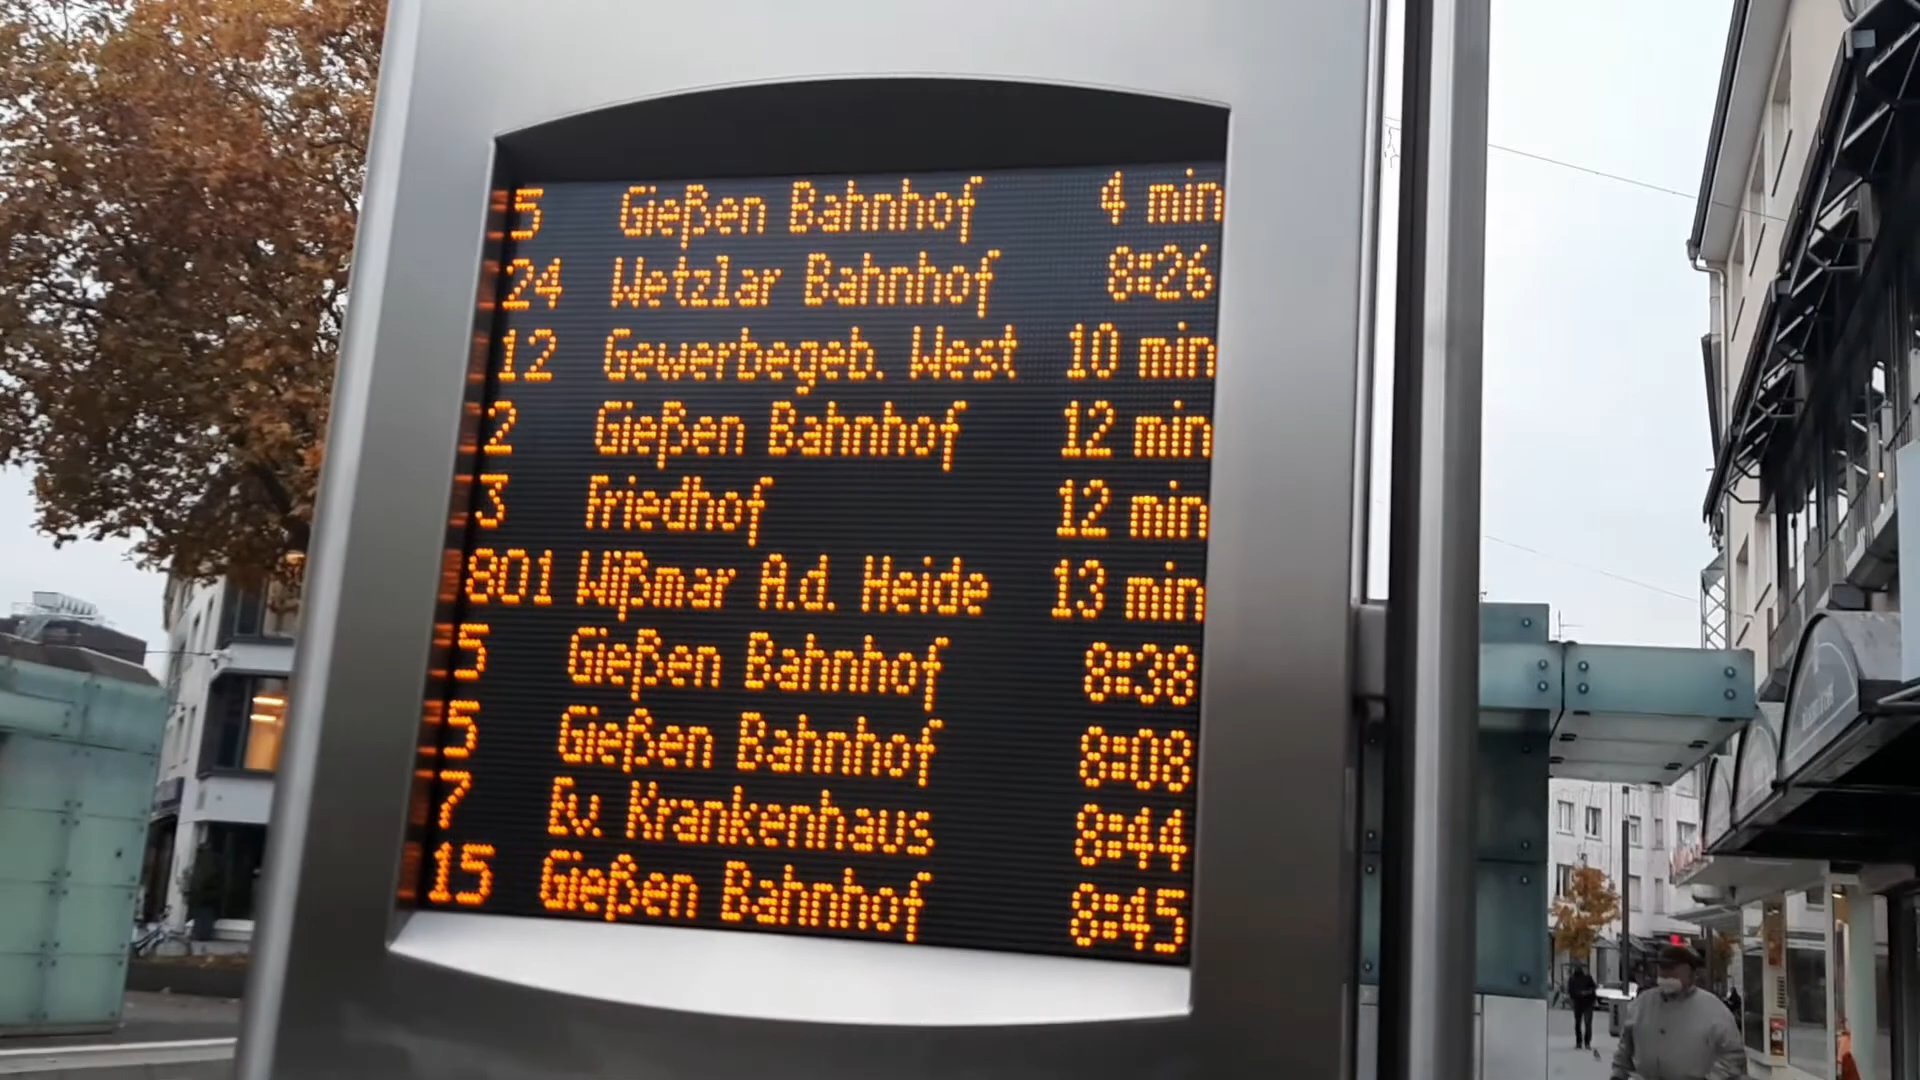 5 Gießen Bahnhof 4 min
24 Wetzlar Bahnhof 8:26
12 Gewerbegeb. West 10 min
2 Gießen Bahnhof 12 min
3 Friedhof 12 min
801 Wißmar A.d. Heide 13 min
5 Gießen Bahnhof 8:38
5 Gießen Bahnhof 8:08
7 Ev. Krankenhaus 8:44
15 Gießen Bahnhof 8:45